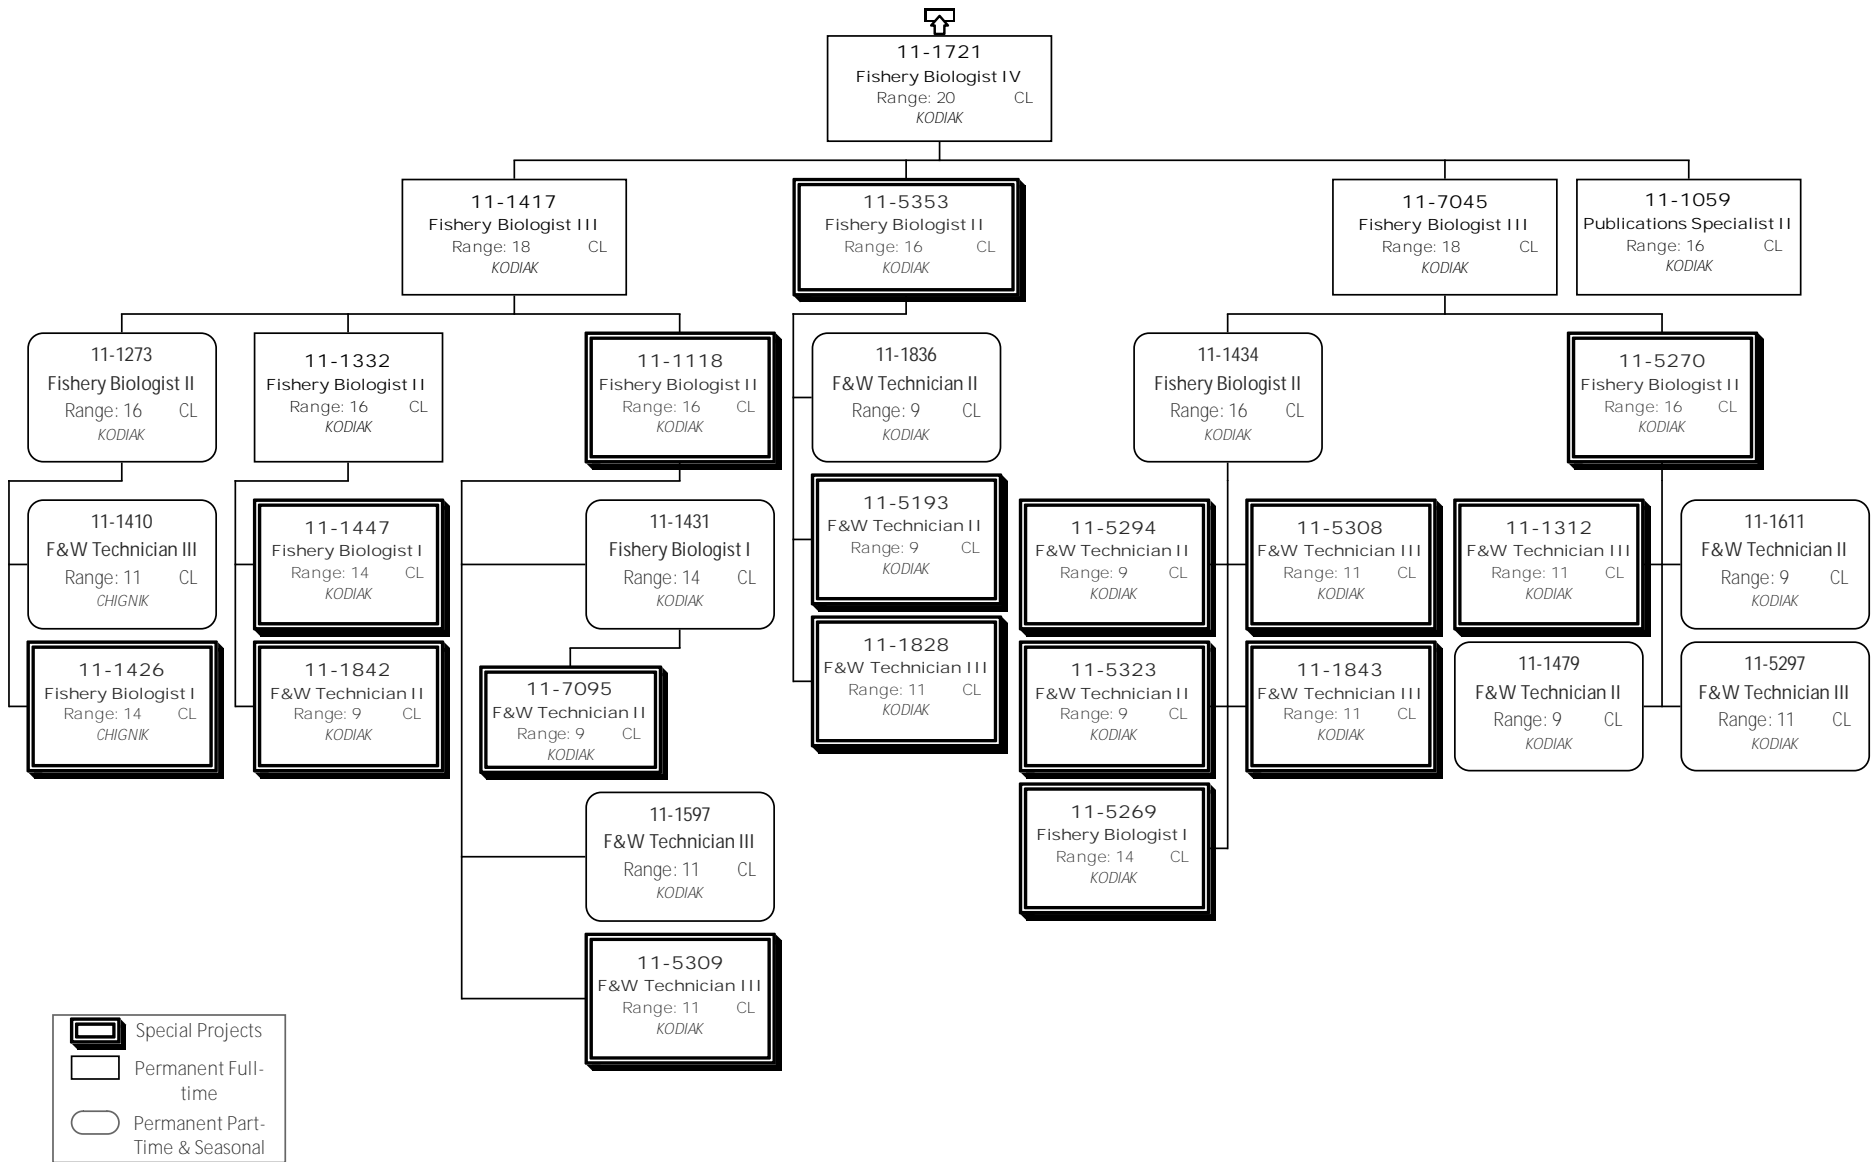 11-1721
Fishery Biologist IV
Range: 20 CL
KODIAK
11-1417
Fishery Biologist III
Range: 18 CL
KODIAK
11-5353
Fishery Biologist II
Range: 16 CL
KODIAK
11-7045
Fishery Biologist III
Range: 18 CL
KODIAK
11-1059
Publications Specialist II
Range: 16 CL
KODIAK
11-1273
Fishery Biologist II
Range: 16 CL
KODIAK
11-1332
Fishery Biologist II
Range: 16 CL
KODIAK
11-1118
Fishery Biologist II
Range: 16 CL
KODIAK
11-1836
F&W Technician II
Range: 9 CL
KODIAK
11-1434
Fishery Biologist II
Range: 16 CL
KODIAK
11-5270
Fishery Biologist II
Range: 16 CL
KODIAK
11-1410
F&W Technician III
Range: 11 CL
CHIGNIK
11-1447
Fishery Biologist I
Range: 14 CL
KODIAK
11-1431
Fishery Biologist I
Range: 14 CL
KODIAK
11-5193
F&W Technician II
Range: 9 CL
KODIAK
11-5294
F&W Technician II
Range: 9 CL
KODIAK
11-5308
F&W Technician III
Range: 11 CL
KODIAK
11-1312
F&W Technician III
Range: 11 CL
KODIAK
11-1611
F&W Technician II
Range: 9 CL
KODIAK
11-1426
Fishery Biologist I
Range: 14 CL
CHIGNIK
11-1842
F&W Technician II
Range: 9 CL
KODIAK
11-7095
F&W Technician II
Range: 9 CL
KODIAK
11-1828
F&W Technician III
Range: 11 CL
KODIAK
11-5323
F&W Technician II
Range: 9 CL
KODIAK
11-1843
F&W Technician III
Range: 11 CL
KODIAK
11-1479
F&W Technician II
Range: 9 CL
KODIAK
11-5297
F&W Technician III
Range: 11 CL
KODIAK
11-1597
F&W Technician III
Range: 11 CL
KODIAK
11-5269
Fishery Biologist I
Range: 14 CL
KODIAK
11-5309
F&W Technician III
Range: 11 CL
KODIAK
Special Projects
Permanent Full-
time
Permanent Part-
Time & Seasonal